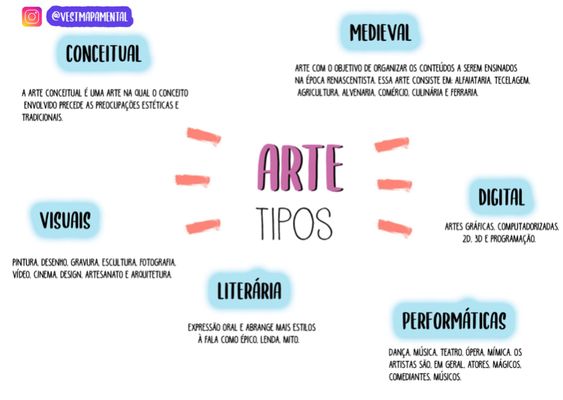 @VESTMAPAMENTAL
CONCEITUAL
A ARTE CONCEITUAL É UMA ARTE NA QUAL O CONCEITO
ENVOLVIDO PRECEDE AS PREOCUPAÇÕES ESTÉTICAS E
TRADICIONAIS.
MEDIEVAL
ARTE COM O OBJETIVO DE ORGANIZAR OS CONTEÚDOS A SEREM ENSINADOS
NA ÉPOCA RENASCENTISTA. ESSA ARTE CONSISTE EM: ALFAIATARIA, TECELAGEM,
AGRICULTURA, ALVENARIA, COMÉRCIO, CULINÁRIA E FERRARIA.
ARTE
TIPOS
VISUAIS
PINTURA, DESENHO, GRAVURA, ESCULTURA, FOTOGRAFIA,
VÍDEO, CINEMA, DESIGN, ARTESANATO E ARQUITETURA.
DIGITAL
ARTES GRÁFICAS, COMPUTADORIZADAS,
2D, 3D E PROGRAMAÇÃO.
LITERÁRIA
EXPRESSÃO ORAL E ABRANGE MAIS ESTILOS
À FALA COMO ÉPICO, LENDA, MITO.
PERFORMÁTICAS
DANÇA, MÚSICA, TEATRO, ÓPERA, MÍMICA. OS
ARTISTAS SÃO, EM GERAL, ATORES, MÁGICOS,
COMEDIANTES, MÚSICOS.